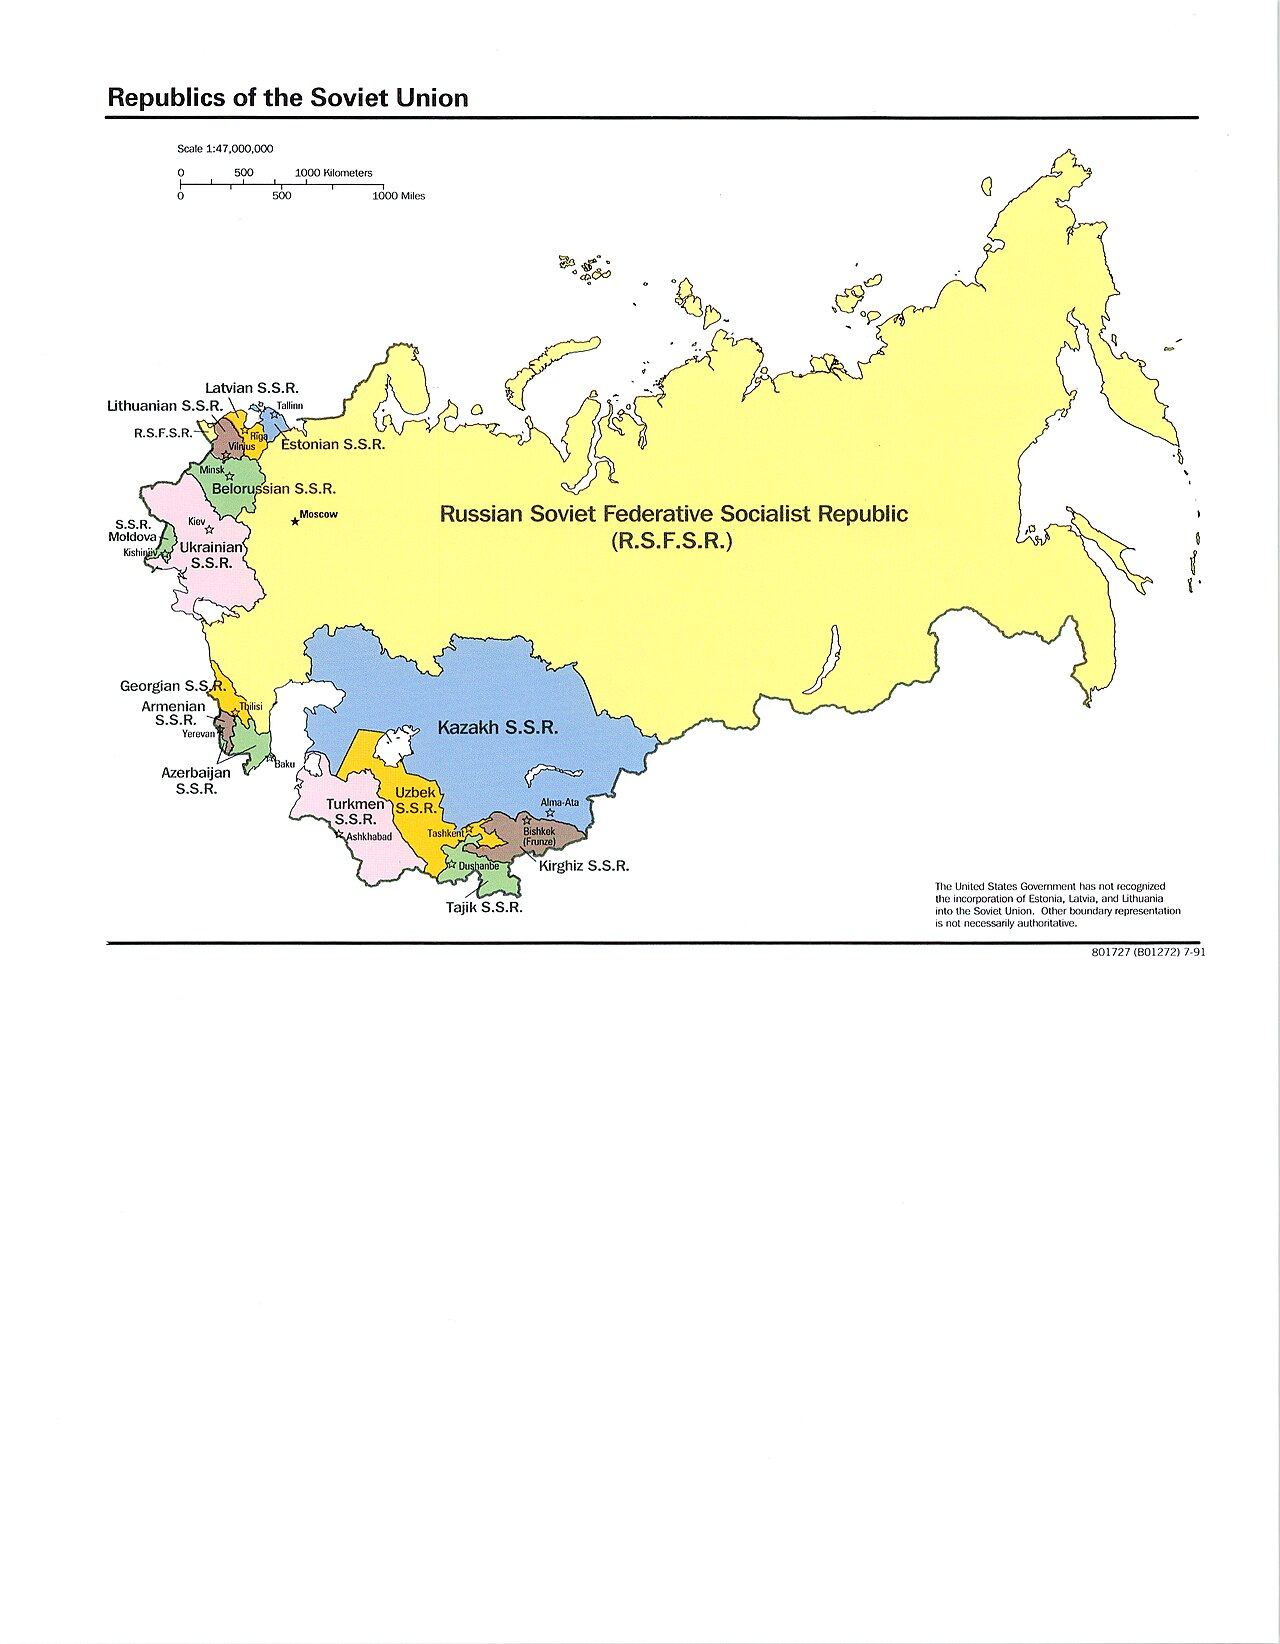 Republics of the Soviet Union
Scale 1:47,000,000
0 500 1000 Kilometers
0 500 1000 Miles
Latvian S.S.R.
Lithuanian S.S.R.
Tallinn
R.S.F.S.R.
Riga
Estonian S.S.R.
Vilnius
Minsk
Belorussian S.S.R.
Moscow
Russian Soviet Federative Socialist Republic
(R.S.F.S.R.)
S.S.R.
Moldova
Kiev
Kishinëv
Ukrainian
S.S.R.
Georgian S.S.R.
Armenian
S.S.R.
Tbilisi
Yerevan
Kazakh S.S.R.
Azerbaijan
S.S.R.
Baku
Uzbek
S.S.R.
Turkmen
S.S.R.
Alma-Ata
Ashkhabad
Tashkent
Bishkek
(Frunze)
Dushanbe
Kirghiz S.S.R.
Tajik S.S.R.
The United States Government has not recognized
the incorporation of Estonia, Latvia, and Lithuania
into the Soviet Union. Other boundary representation
is not necessarily authoritative.
801727 (B01272) 7-91